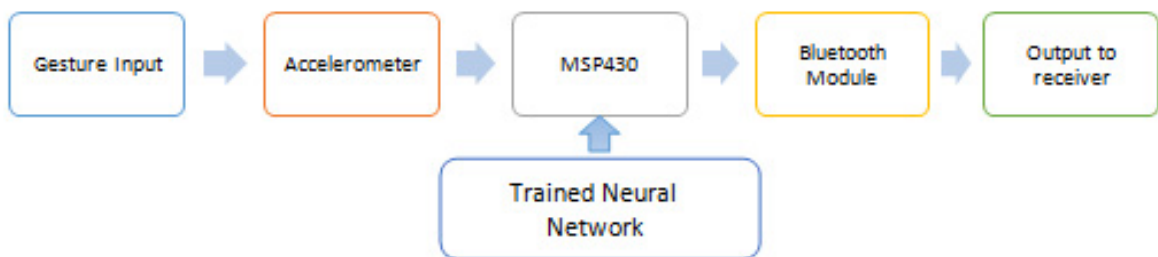 Gesture Input
Accelerometer
MSP430
Bluetooth
Module
Output to
receiver
Trained Neural
Network